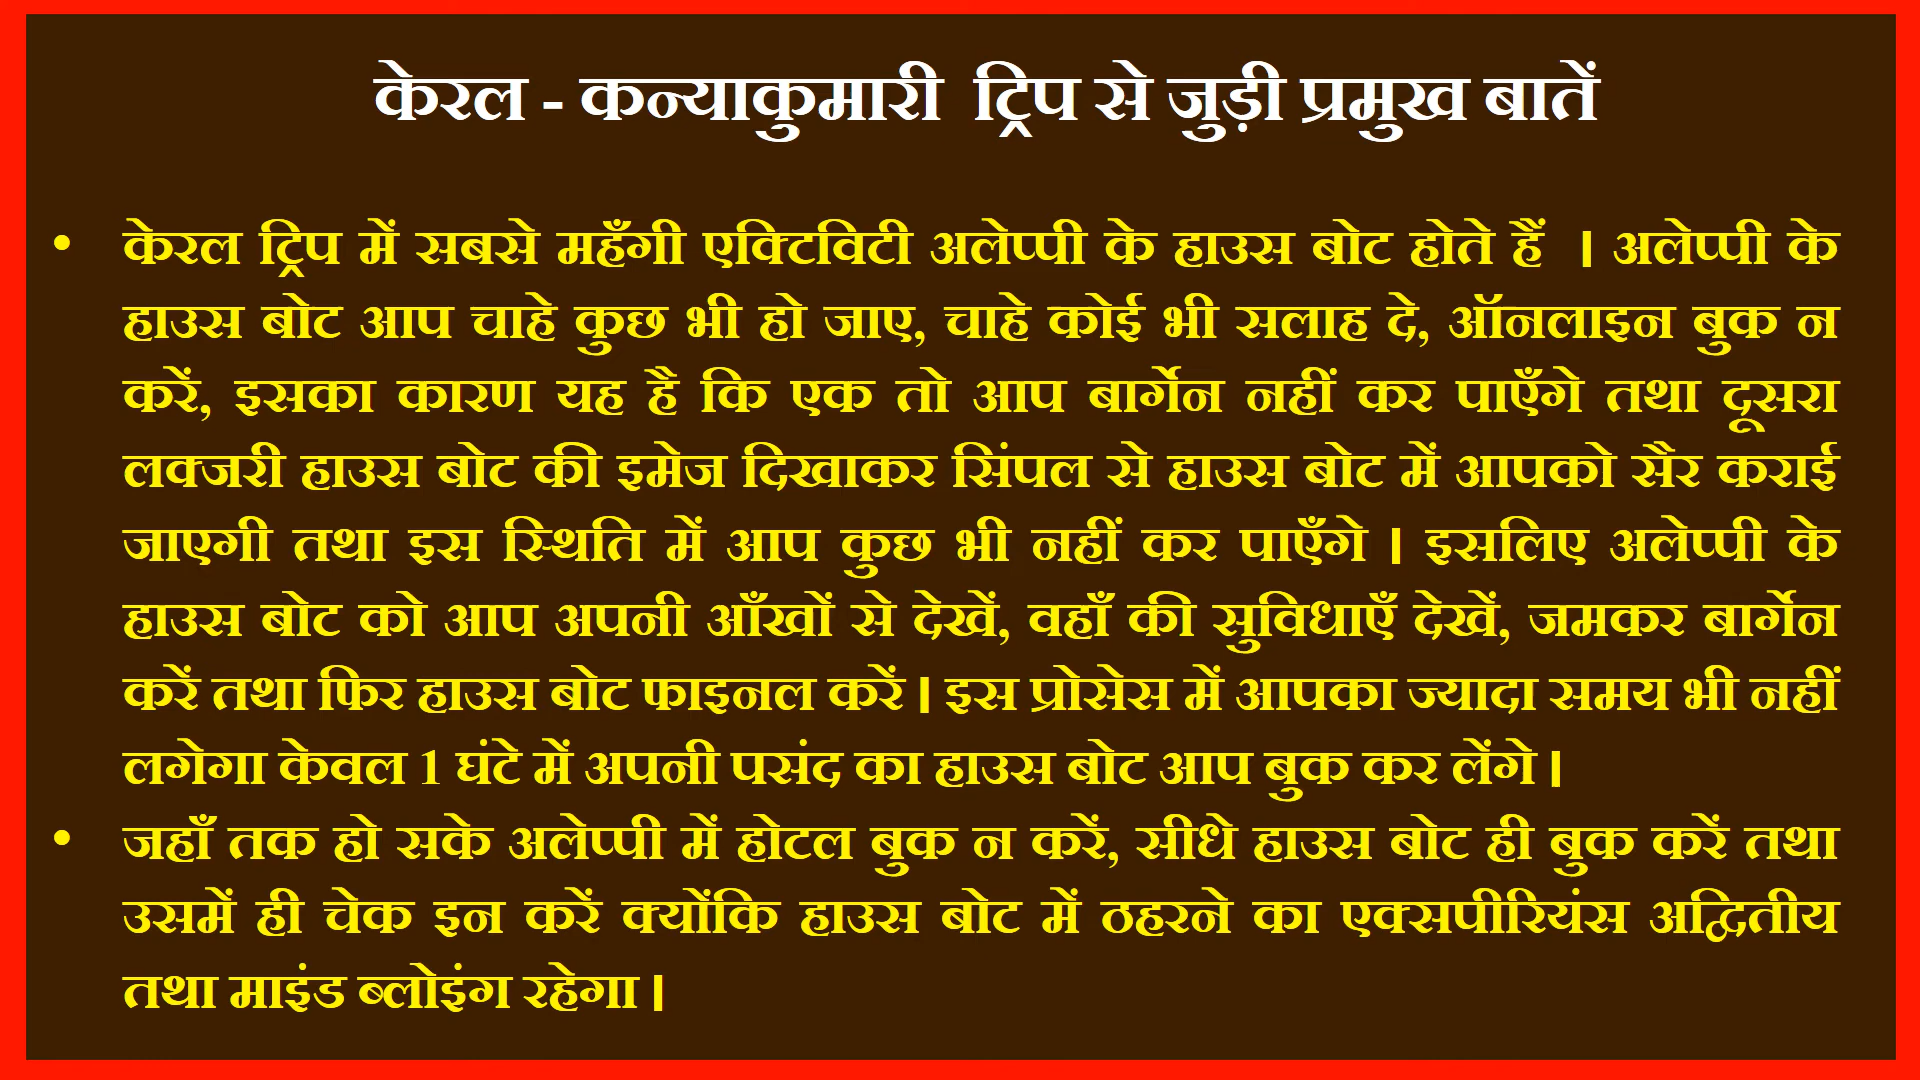 केरल - कन्याकुमारी ट्रिप से जुड़ी प्रमुख बातें
• केरल ट्रिप में सबसे महँगी एक्टिविटी अलेप्पी के हाउस बोट होते हैं । अलेप्पी के
हाउस बोट आप चाहे कुछ भी हो जाए, चाहे कोई भी सलाह दे, ऑनलाइन बुक न
करें, इसका कारण यह है कि एक तो आप बार्गेन नहीं कर पाएँगे तथा दूसरा
लक्जरी हाउस बोट की इमेज दिखाकर सिंपल से हाउस बोट में आपको सैर कराई
जाएगी तथा इस स्थिति में आप कुछ भी नहीं कर पाएँगे । इसलिए अलेप्पी के
हाउस बोट को आप अपनी आँखों से देखें, वहाँ की सुविधाएँ देखें, जमकर बार्गेन
करें तथा फिर हाउस बोट फाइनल करें । इस प्रोसेस में आपका ज्यादा समय भी नहीं
लगेगा केवल 1 घंटे में अपनी पसंद का हाउस बोट आप बुक कर लेंगे ।
• जहाँ तक हो सके अलेप्पी में होटल बुक न करें, सीधे हाउस बोट ही बुक करें तथा
उसमें ही चेक इन करें क्योंकि हाउस बोट में ठहरने का एक्सपीरियंस अद्वितीय
तथा माइंड ब्लोइंग रहेगा ।